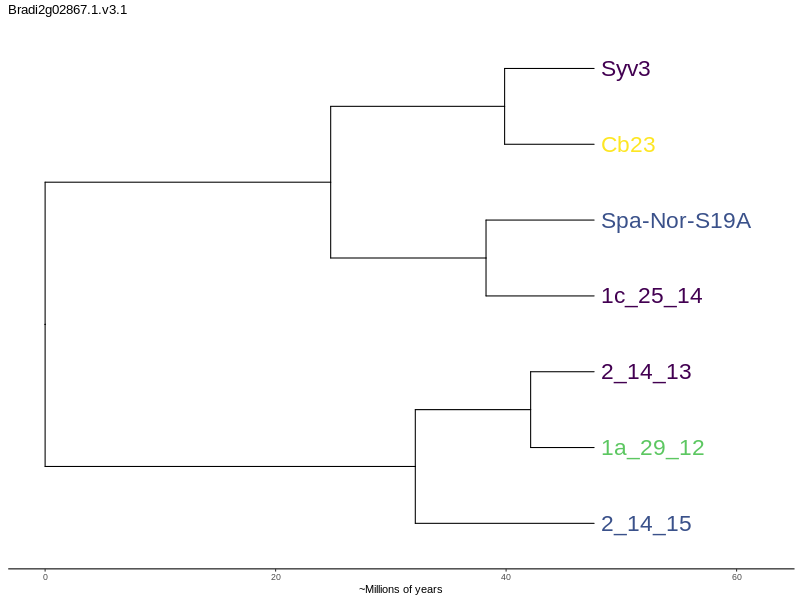 Bradi2g02867.1.v3.1
Syv3
Cb23
Spa-Nor-S19A
1c_25_14
2_14_13
1a_29_12
2_14_15
0 20 40 60
~Millions of years